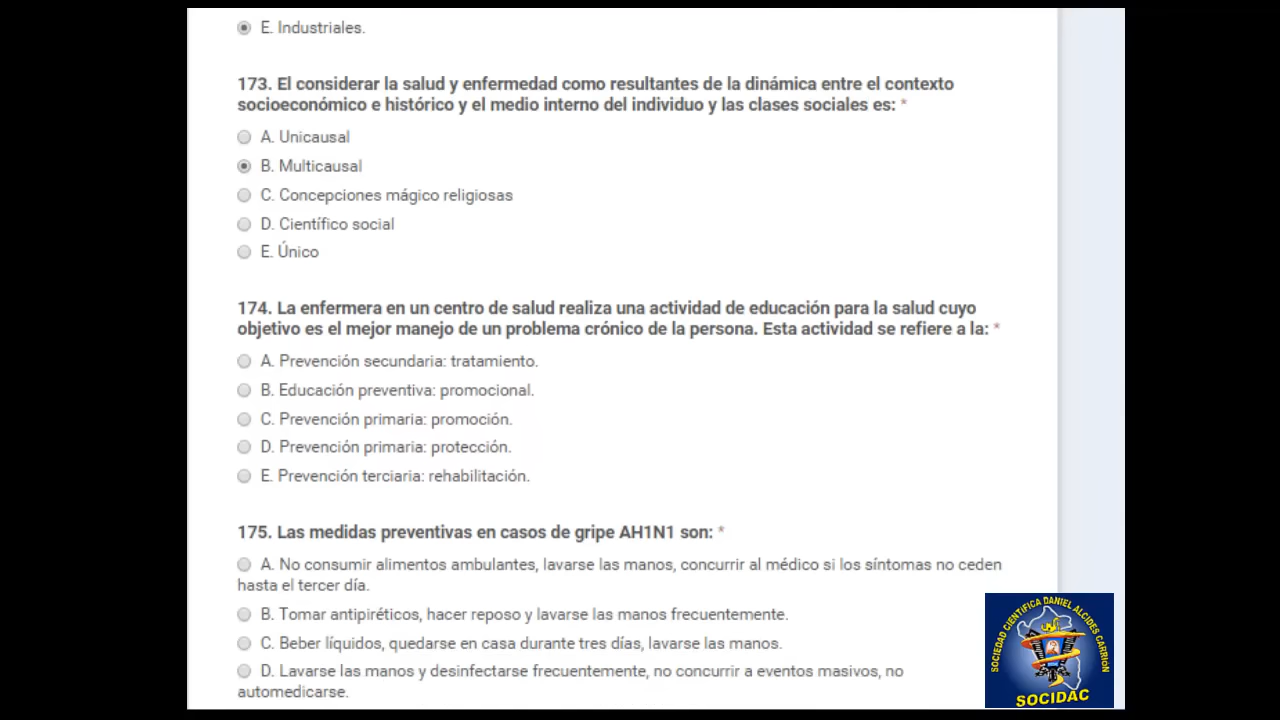 E. Industriales.
173. El considerar la salud y enfermedad como resultantes de la dinámica entre el contexto
socioeconómico e histórico y el medio interno del individuo y las clases sociales es: *
A. Unicausal
B. Multicausal
C. Concepciones mágico religiosas
D. Científico social
E. Único
174. La enfermera en un centro de salud realiza una actividad de educación para la salud cuyo
objetivo es el mejor manejo de un problema crónico de la persona. Esta actividad se refiere a la: *
A. Prevención secundaria: tratamiento.
B. Educación preventiva: promocional.
C. Prevención primaria: promoción.
D. Prevención primaria: protección.
E. Prevención terciaria: rehabilitación.
175. Las medidas preventivas en casos de gripe AH1N1 son: *
A. No consumir alimentos ambulantes, lavarse las manos, concurrir al médico si los síntomas no ceden
hasta el tercer día.
B. Tomar antipiréticos, hacer reposo y lavarse las manos frecuentemente.
C. Beber líquidos, quedarse en casa durante tres días, lavarse las manos.
D. Lavarse las manos y desinfectarse frecuentemente, no concurrir a eventos masivos, no
automedicarse.
SOCIEDAD CIENTIFICA DANIEL ALCIDES CARRIÓN
SOCIDAC